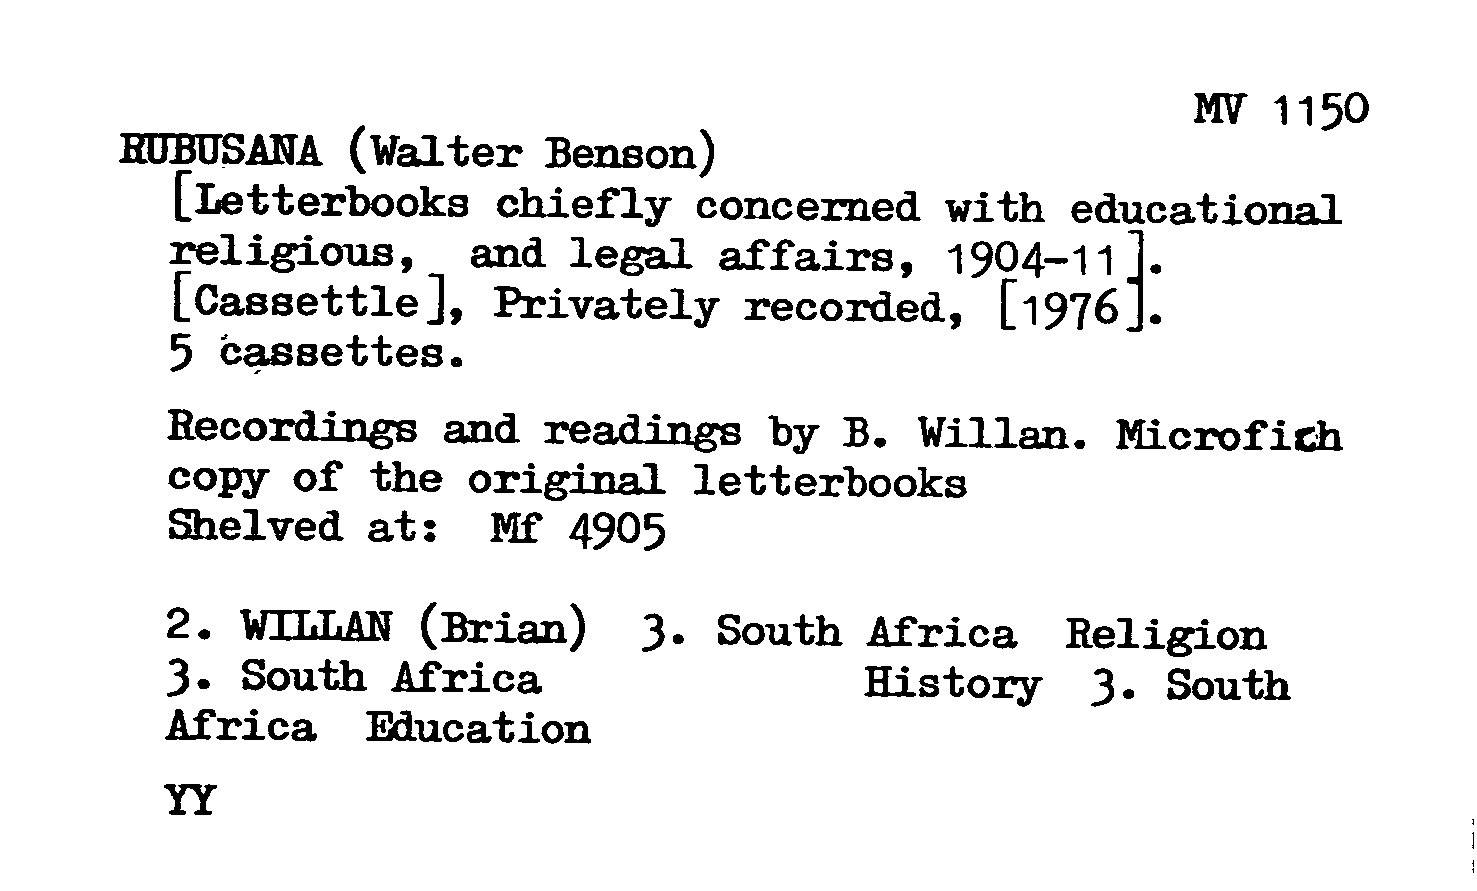 MV 1150
RUBUSANA (Walter Benson)
[Letterbooks chiefly concerned with educational
religious, and legal affairs, 1904-11].
[Cassettle], Privately recorded, [1976].
5 cassettes.
Recordings and readings by B. Willan. Microfich
copy of the original letterbooks
Shelved at: Mf 4905
2. WILLAN (Brian) 3. South Africa Religion
3. South Africa History 3. South
Africa Education
YY